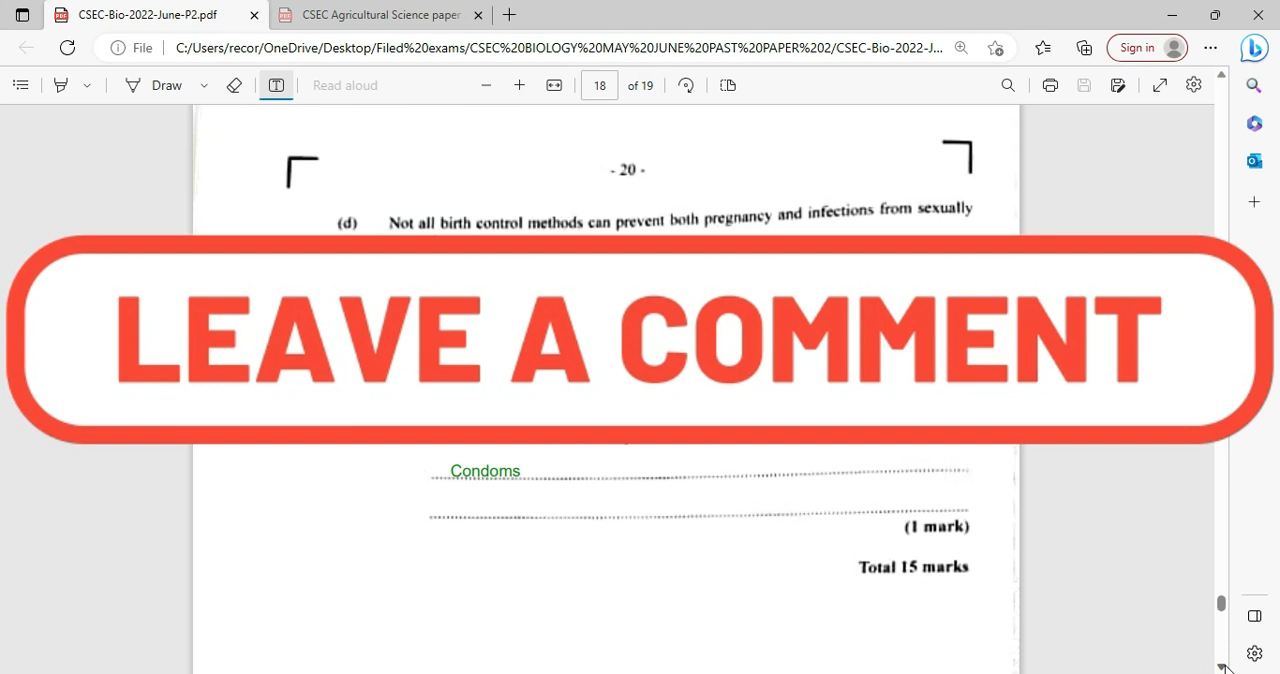 CSEC-Bio-2022-June-P2.pdf
CSEC Agricultural Science paper
File
C:/Users/recor/OneDrive/Desktop/Filed%20exams/CSEC%20BIOLOGY%20MAY%20JUNE%20PAST%20PAPER%202/CSEC-Bio-2022-J...
Sign in
Draw
Read aloud
18 of 19
- 20 -
(d) Not all birth control methods can prevent both pregnancy and infections from sexually
LEAVE A COMMENT
Condoms
(1 mark)
Total 15 marks